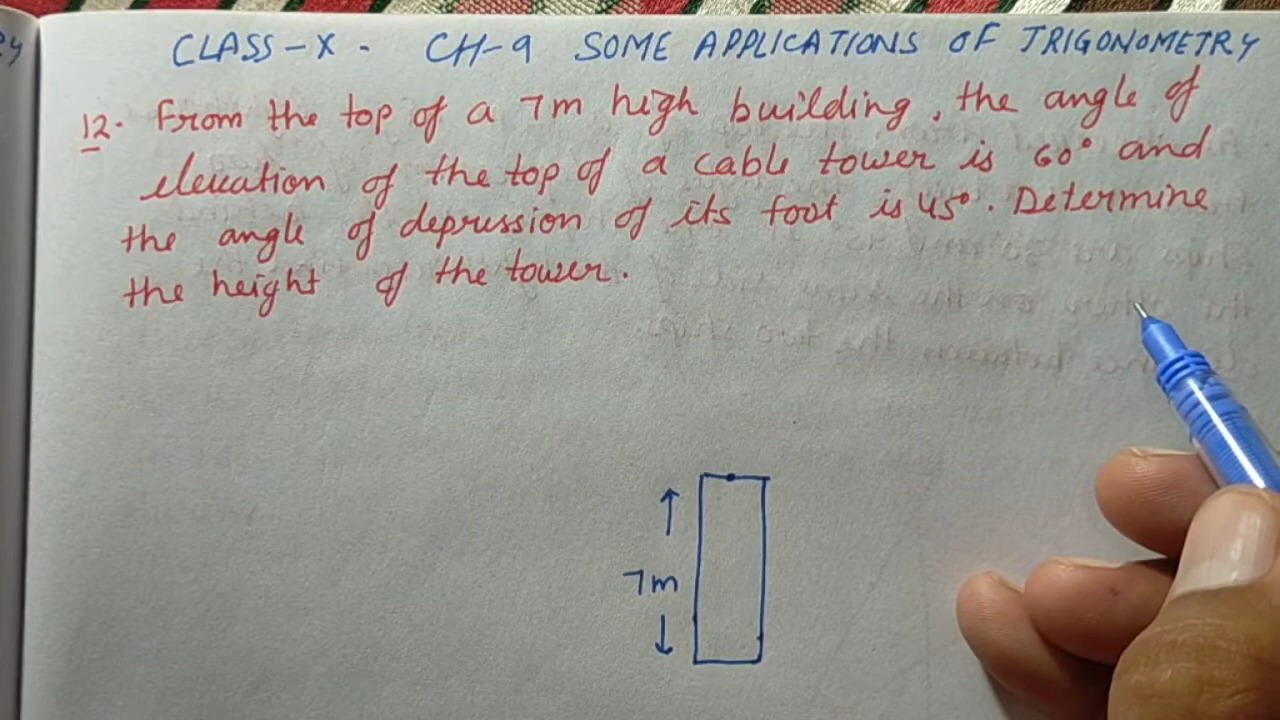 CLASS-X - CH-9 SOME APPLICATIONS OF TRIGONOMETRY
12. From the top of a 7m high building, the angle of
elevation of the top of a cable tower is 60° and
the angle of depression of its foot is 45°. Determine
the height of the tower.
7m